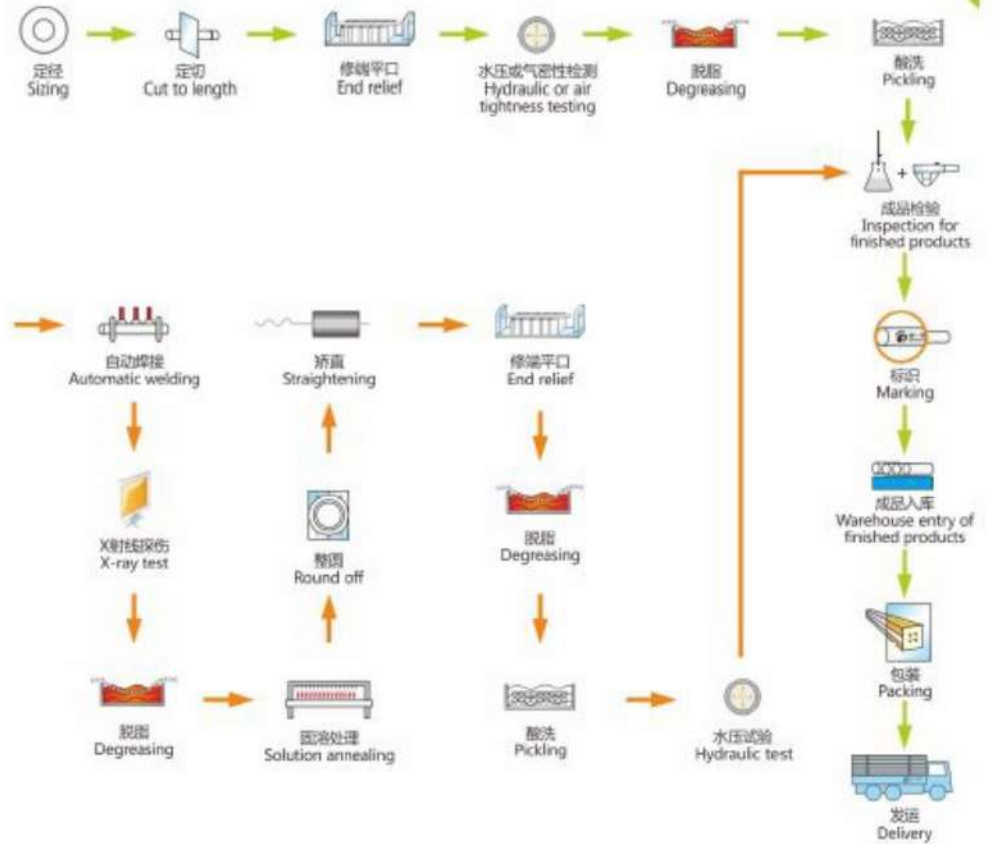 定径
Sizing
定切
Cut to length
修端平口
End relief
水压或气密性检测
Hydraulic or air
tightness testing
脱脂
Degreasing
酸洗
Pickling
成品检验
Inspection for
finished products
标识
Marking
成品入库
Warehouse entry of
finished products
包装
Packing
发运
Delivery
自动焊接
Automatic welding
X射线探伤
X-ray test
脱脂
Degreasing
固溶处理
Solution annealing
整圆
Round off
矫直
Straightening
修端平口
End relief
脱脂
Degreasing
酸洗
Pickling
水压试验
Hydraulic test